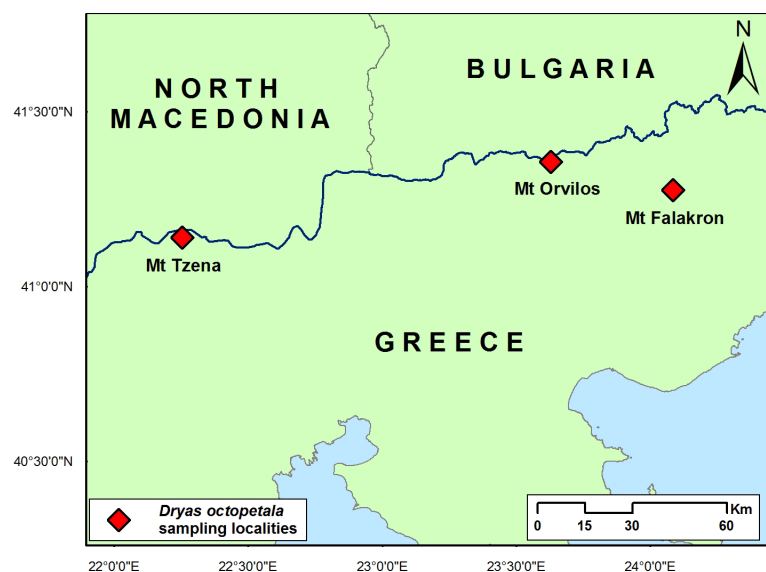 N
BULGARIA
NORTH
MACEDONIA
41°30'0"N
Mt Orvilos
Mt Falakron
Mt Tzena
41°0'0"N
GREECE
40°30'0"N
Dryas octopetala
sampling localities
Km
0 15 30 60
22°0'0"E 22°30'0"E 23°0'0"E 23°30'0"E 24°0'0"E